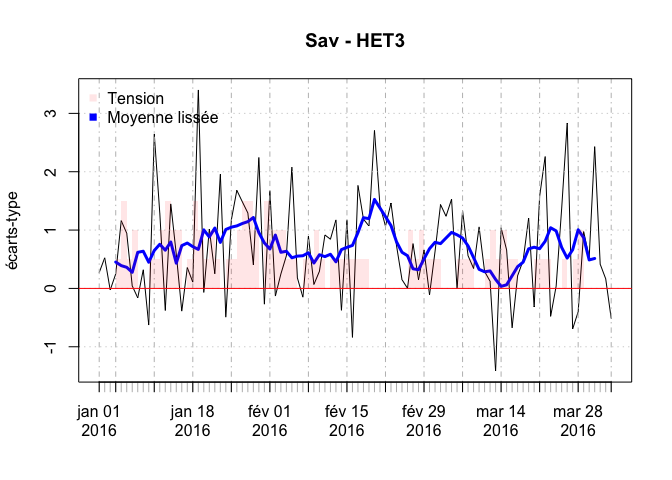 Sav - HET3
Tension
Moyenne lissée
écarts-type
3
2
1
0
-1
jan 01 2016
jan 18 2016
fév 01 2016
fév 15 2016
fév 29 2016
mar 14 2016
mar 28 2016